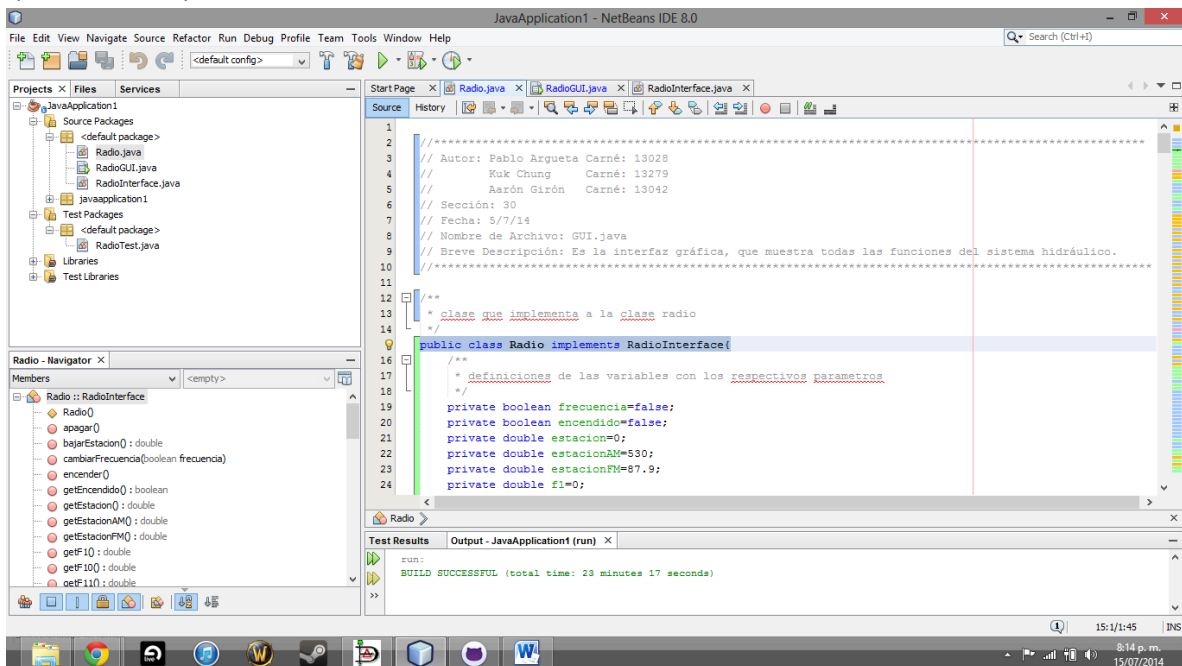 JavaApplication1 - NetBeans IDE 8.0
File Edit View Navigate Source Refactor Run Debug Profile Team Tools Window Help
Search (Ctrl+I)
<default config>
Projects Files Services
JavaApplication1
Source Packages
<default package>
Radio.java
RadioGUI.java
RadioInterface.java
javaapplication1
Test Packages
<default package>
RadioTest.java
Libraries
Test Libraries
Radio - Navigator
Members <empty>
Radio :: RadioInterface
Radio()
apagar()
bajarEstacion() : double
cambiarFrecuencia(boolean frecuencia)
encender()
getEncendido() : boolean
getEstacion() : double
getEstacionAM() : double
getEstacionFM() : double
getF1() : double
getF10() : double
getF11() : double
Start Page Radio.java RadioGUI.java RadioInterface.java
Source History
1
2 //**********************************************************************************************
3 // Autor: Pablo Argueta Carné: 13028
4 // Kuk Chung Carné: 13279
5 // Aarón Girón Carné: 13042
6 // Sección: 30
7 // Fecha: 5/7/14
8 // Nombre de Archivo: GUI.java
9 // Breve Descripción: Es la interfaz gráfica, que muestra todas las funciones del sistema hidráulico.
10 //***********************************************************************************************
11
12 /**
13 * clase que implementa a la clase radio
14 */
public class Radio implements RadioInterface{
16 /**
17 * definiciones de las variables con los respectivos parametros
18 */
19 private boolean frecuencia=false;
20 private boolean encendido=false;
21 private double estacion=0;
22 private double estacionAM=530;
23 private double estacionFM=87.9;
24 private double f1=0;
Radio
Test Results Output - JavaApplication1 (run)
run:
BUILD SUCCESSFUL (total time: 23 minutes 17 seconds)
1 15:1/1:45 INS
live
8:14 p. m.
15/07/2014